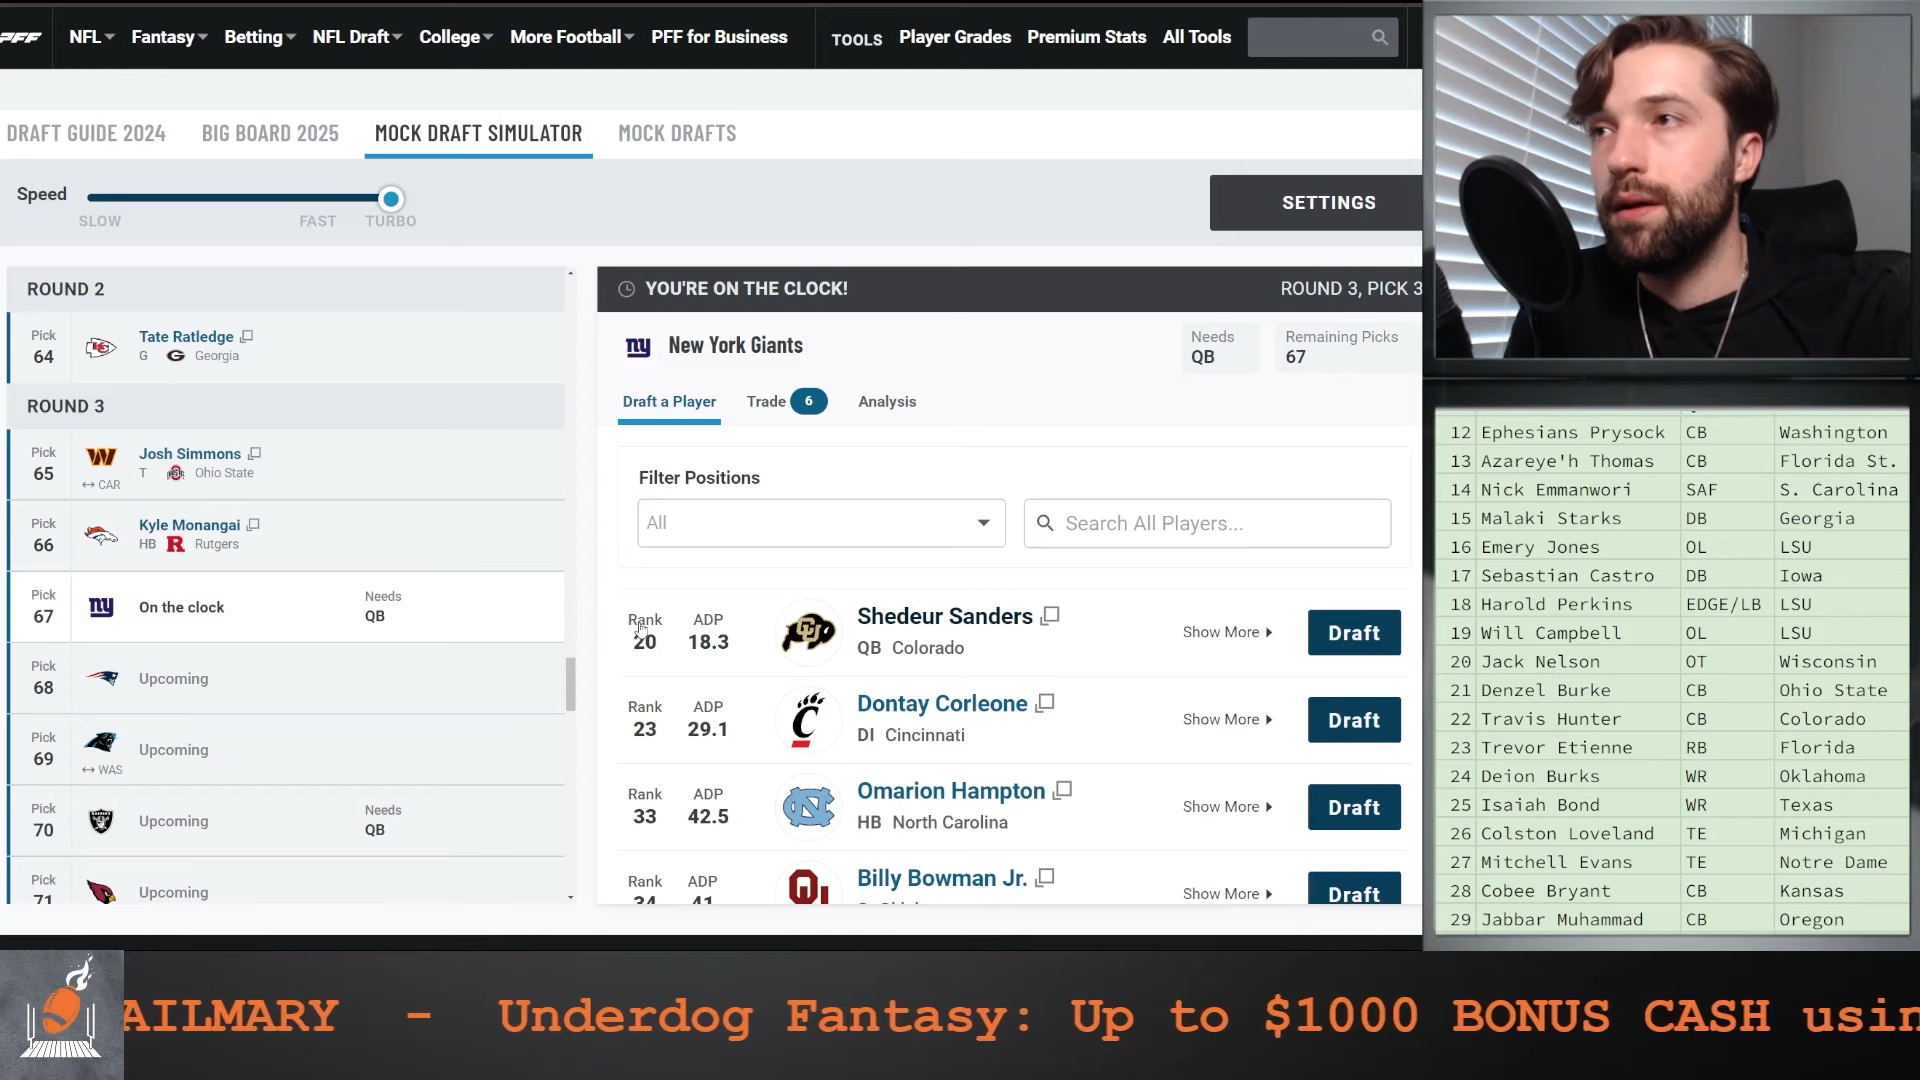 PFF
NFL
Fantasy
Betting
NFL Draft
College
More Football
PFF for Business
TOOLS
Player Grades
Premium Stats
All Tools
DRAFT GUIDE 2024
BIG BOARD 2025
MOCK DRAFT SIMULATOR
MOCK DRAFTS
Speed
SLOW
FAST
TURBO
SETTINGS
ROUND 2
Pick
64
Tate Ratledge
G Georgia
ROUND 3
Pick
65
CAR
Josh Simmons
T Ohio State
Pick
66
Kyle Monangai
HB R Rutgers
Pick
67
ny
On the clock
Needs
QB
Pick
68
Upcoming
Pick
69
WAS
Upcoming
Pick
70
Upcoming
Needs
QB
Pick
71
Upcoming
YOU'RE ON THE CLOCK!
ROUND 3, PICK 3
ny
New York Giants
Needs
QB
Remaining Picks
67
Draft a Player
Trade 6
Analysis
Filter Positions
All
Search All Players...
Rank
20
ADP
18.3
Shedeur Sanders
QB Colorado
Show More
Draft
Rank
23
ADP
29.1
Dontay Corleone
DI Cincinnati
Show More
Draft
Rank
33
ADP
42.5
Omarion Hampton
HB North Carolina
Show More
Draft
Rank
34
ADP
41
Billy Bowman Jr.
Show More
Draft
12 Ephesians Prysock CB Washington
13 Azareye'h Thomas CB Florida St.
14 Nick Emmanwori SAF S. Carolina
15 Malaki Starks DB Georgia
16 Emery Jones OL LSU
17 Sebastian Castro DB Iowa
18 Harold Perkins EDGE/LB LSU
19 Will Campbell OL LSU
20 Jack Nelson OT Wisconsin
21 Denzel Burke CB Ohio State
22 Travis Hunter CB Colorado
23 Trevor Etienne RB Florida
24 Deion Burks WR Oklahoma
25 Isaiah Bond WR Texas
26 Colston Loveland TE Michigan
27 Mitchell Evans TE Notre Dame
28 Cobee Bryant CB Kansas
29 Jabbar Muhammad CB Oregon
AILMARY - Underdog Fantasy: Up to $1000 BONUS CASH usin